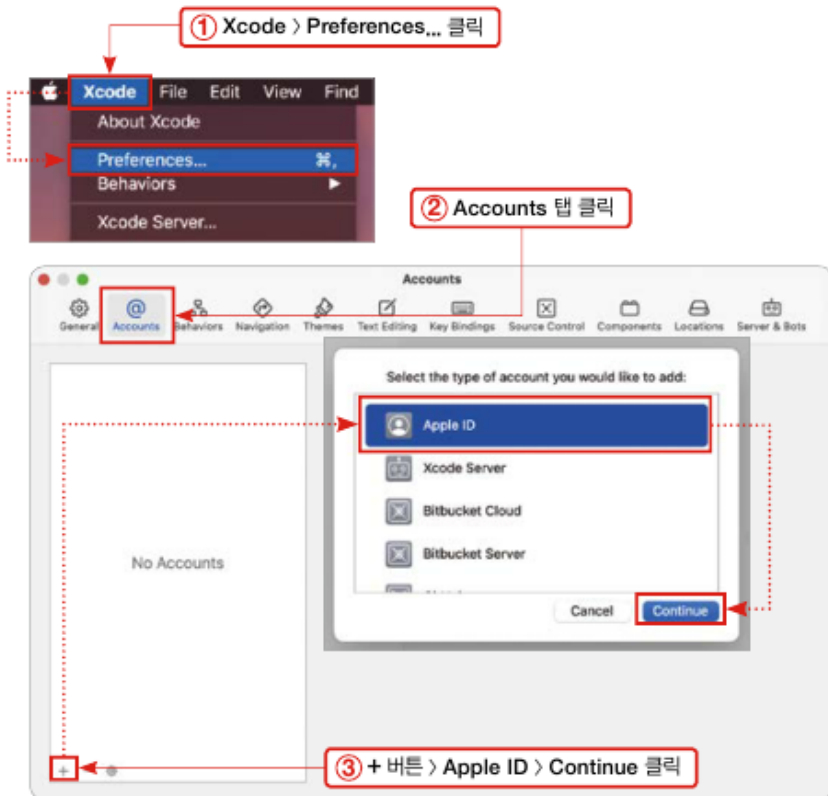 ① Xcode 〉 Preferences... 클릭
Xcode File Edit View Find
About Xcode
Preferences... ⌘,
Behaviors ▶
Xcode Server...
② Accounts 탭 클릭
Accounts
General Accounts Behaviors Navigation Themes Text Editing Key Bindings Source Control Components Locations Server & Bots
Select the type of account you would like to add:
Apple ID
Xcode Server
Bitbucket Cloud
Bitbucket Server
No Accounts
Cancel Continue
③ + 버튼 〉 Apple ID 〉 Continue 클릭
+